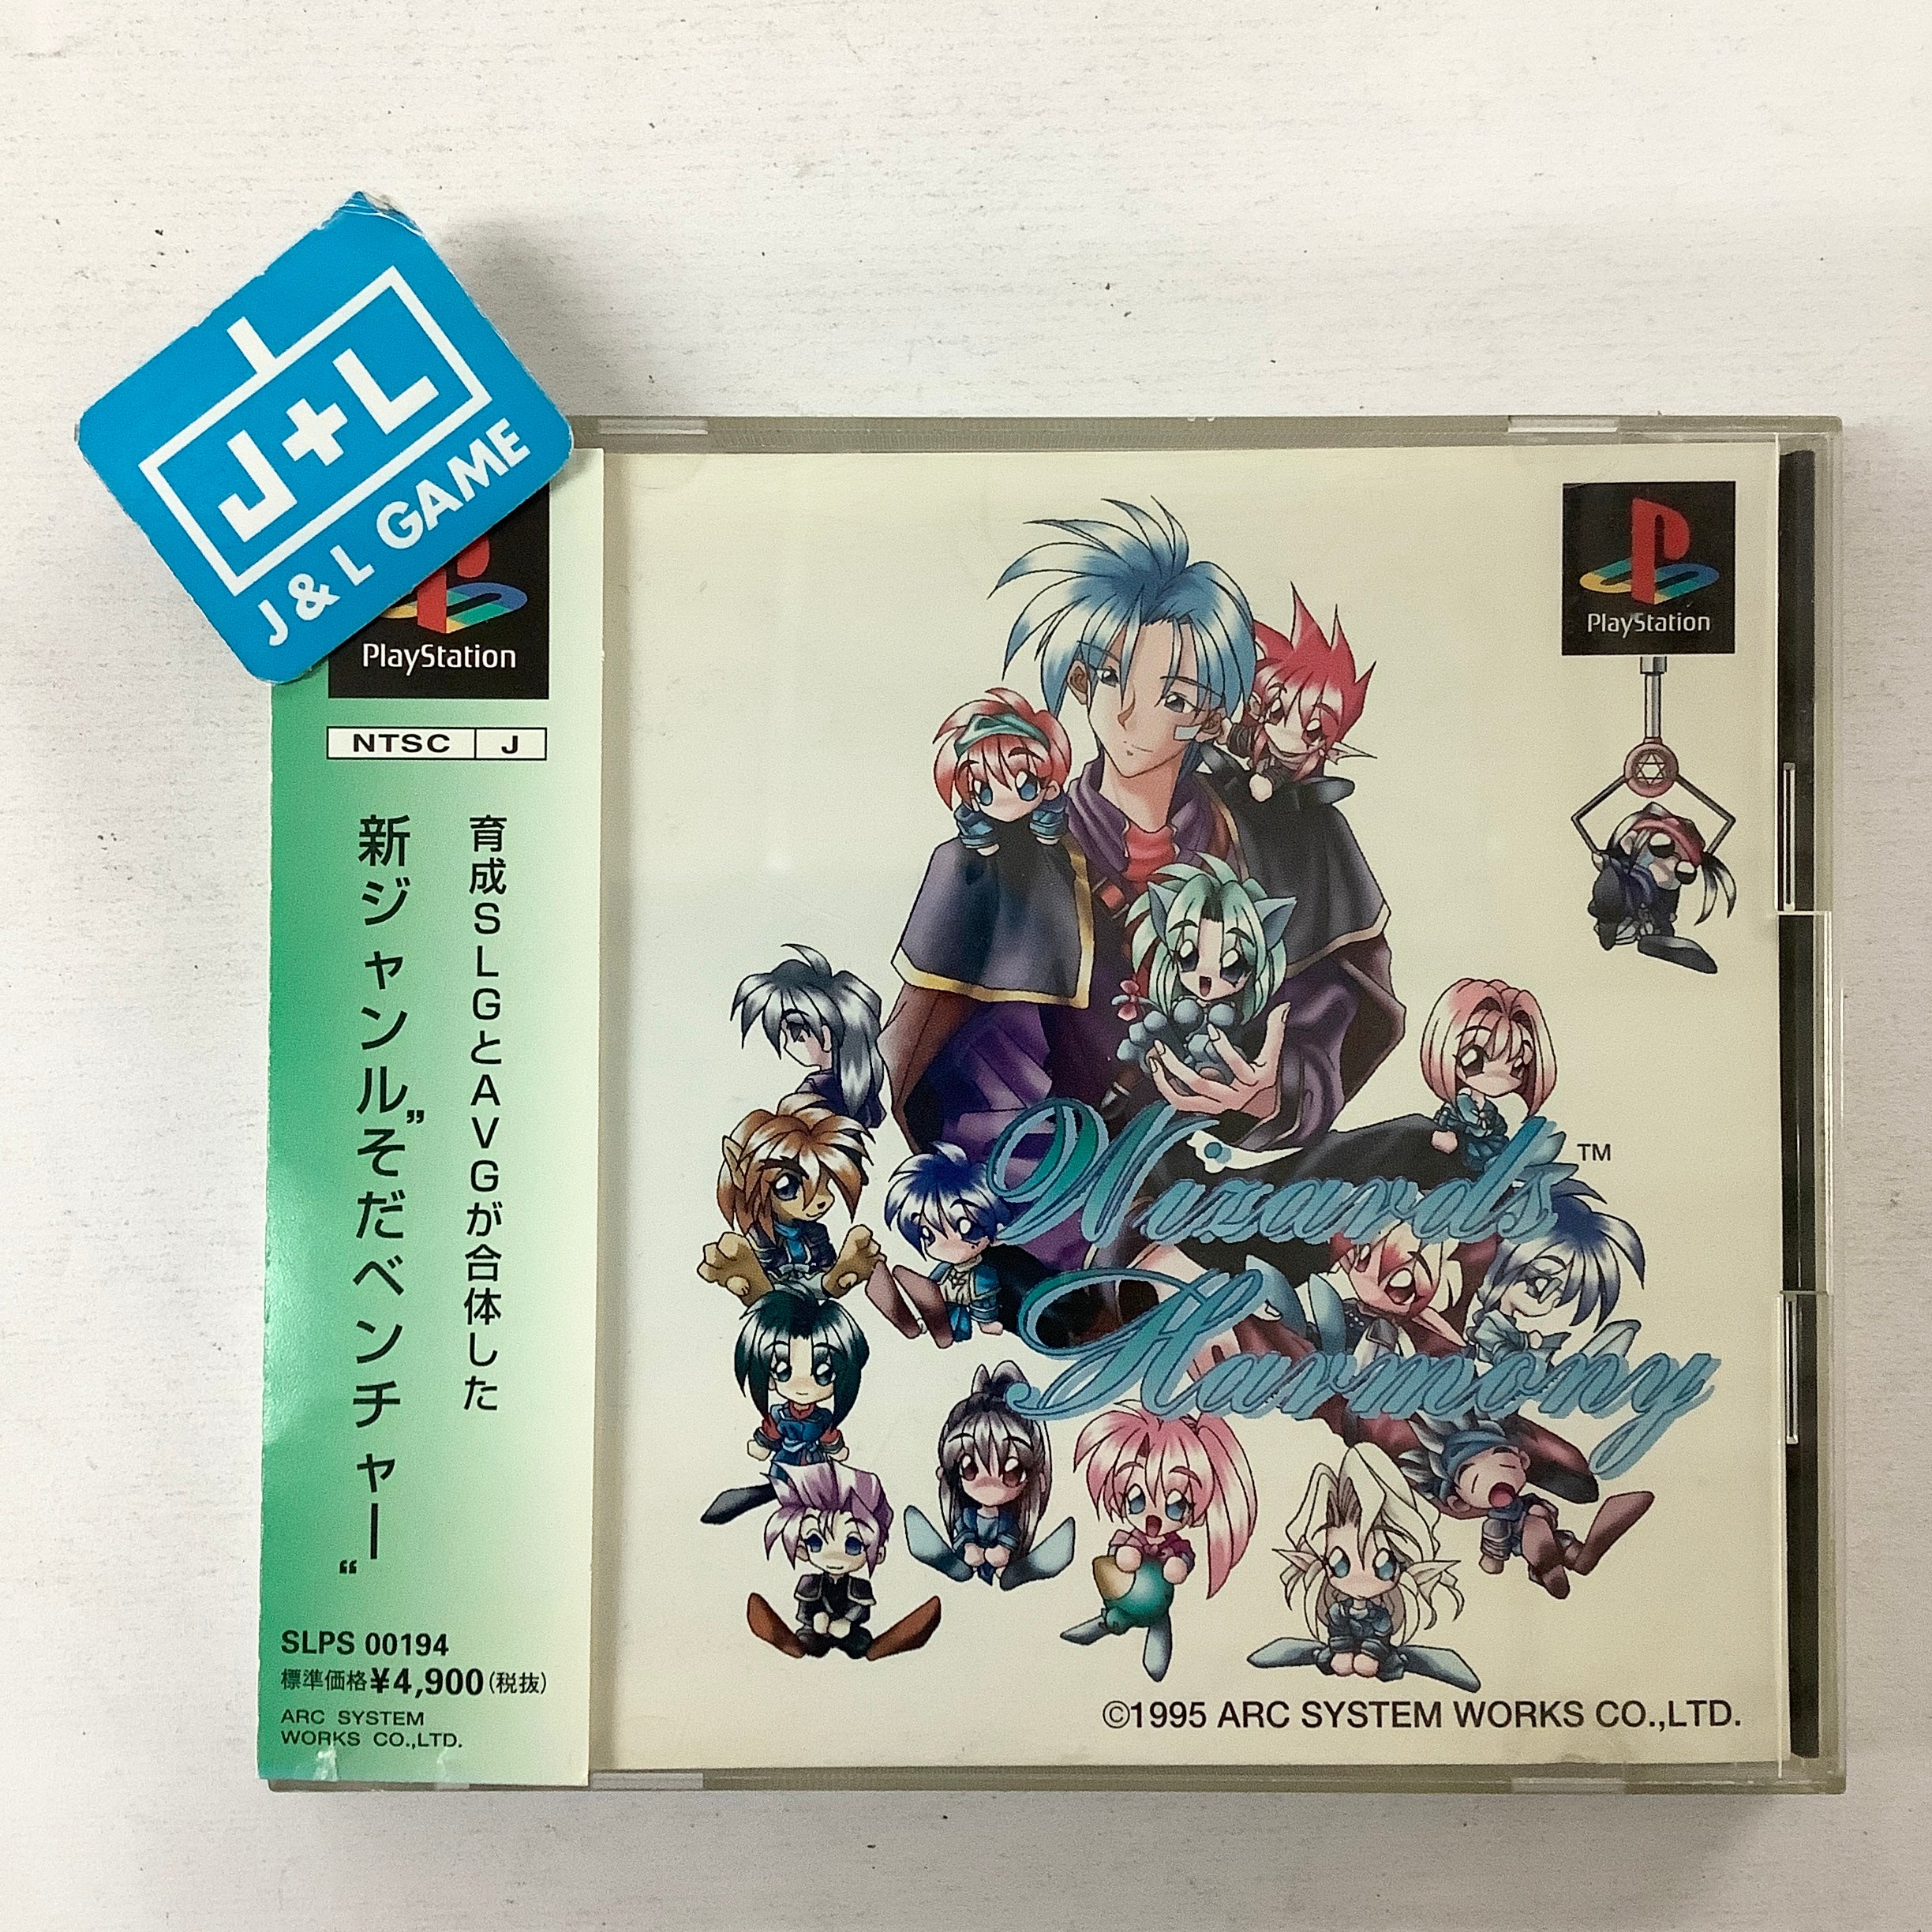 J+L
J & L GAME
PlayStation
NTSC J
育成SLGとAVGが合体した
新ジャンル”そだベンチャー“
SLPS 00194
標準価格¥4,900(税抜)
ARC SYSTEM
WORKS CO.,LTD.
PlayStation
Wizards TM
Harmony
©1995 ARC SYSTEM WORKS CO.,LTD.